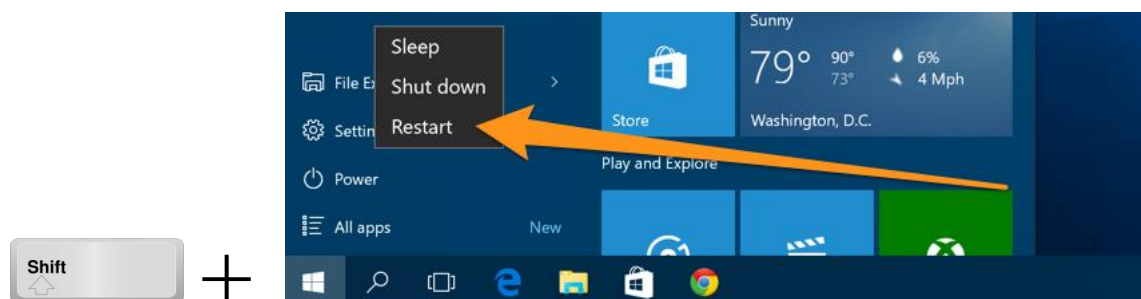 Sunny
Sleep
79° 90° 6%
File Ex
Shut down
73° 4 Mph
Settin
Restart
Store
Washington, D.C.
Play and Explore
Power
All apps
New
Shift
+